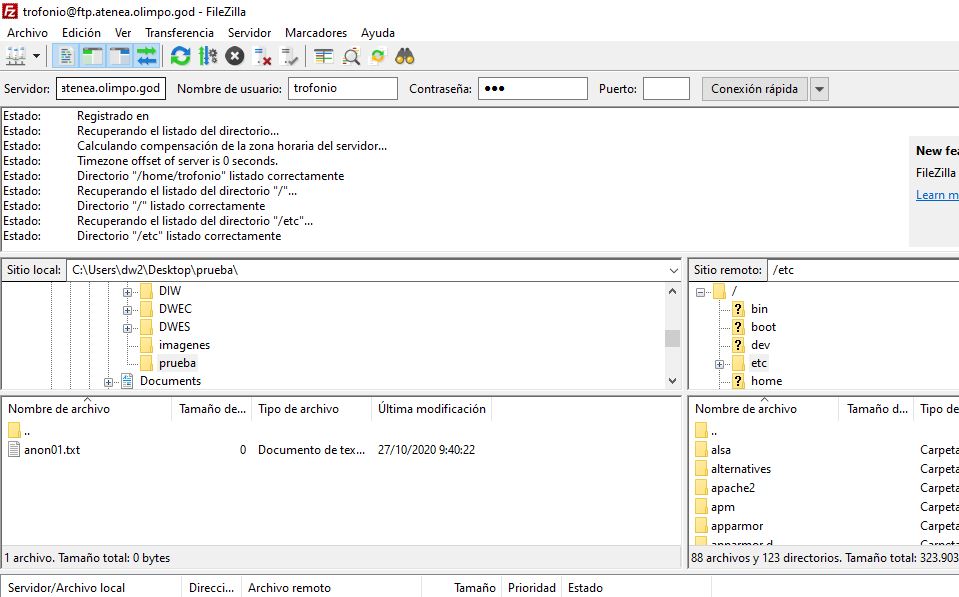 trofonio@ftp.atenea.olimpo.god - FileZilla
Archivo Edición Ver Transferencia Servidor Marcadores Ayuda
Servidor: atenea.olimpo.god Nombre de usuario: trofonio Contraseña: ●●● Puerto: Conexión rápida
Estado: Registrado en
Estado: Recuperando el listado del directorio...
Estado: Calculando compensación de la zona horaria del servidor...
Estado: Timezone offset of server is 0 seconds.
Estado: Directorio "/home/trofonio" listado correctamente
Estado: Recuperando el listado del directorio "/"...
Estado: Directorio "/" listado correctamente
Estado: Recuperando el listado del directorio "/etc"...
Estado: Directorio "/etc" listado correctamente
New fea
FileZilla
Learn m
Sitio local: C:\Users\dw2\Desktop\prueba\
DIW
DWEC
DWES
imagenes
prueba
Documents
Sitio remoto: /etc
/
bin
boot
dev
etc
home
Nombre de archivo Tamaño de... Tipo de archivo Última modificación
..
anon01.txt 0 Documento de tex... 27/10/2020 9:40:22
1 archivo. Tamaño total: 0 bytes
Nombre de archivo Tamaño d... Tipo de
..
alsa Carpeta
alternatives Carpeta
apache2 Carpeta
apm Carpeta
apparmor Carpeta
apparmor.d Carpeta
88 archivos y 123 directorios. Tamaño total: 323.903
Servidor/Archivo local Direcci... Archivo remoto Tamaño Prioridad Estado